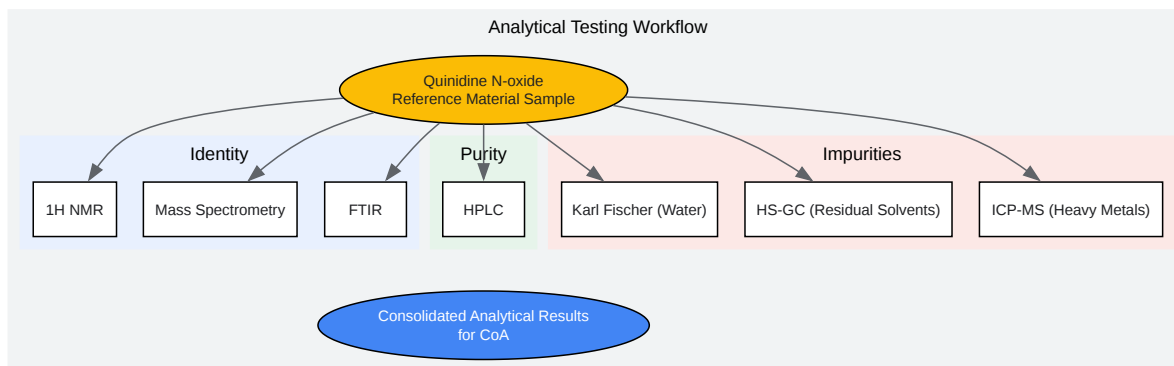 Analytical Testing Workflow
Quinidine N-oxide
Reference Material Sample
Identity
Purity
Impurities
1H NMR
Mass Spectrometry
FTIR
HPLC
Karl Fischer (Water)
HS-GC (Residual Solvents)
ICP-MS (Heavy Metals)
Consolidated Analytical Results
for CoA